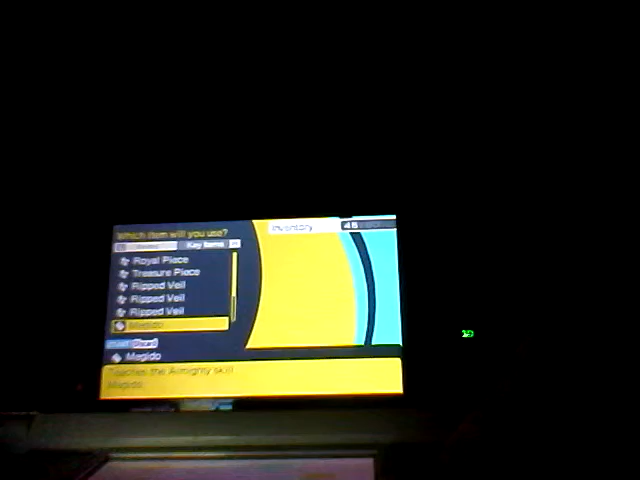 Which item will you use?
Inventory
Key Items
Royal Piece
Treasure Piece
Ripped Veil
Ripped Veil
Ripped Veil
Megido
Megido
Teaches the Almighty skill
Megido